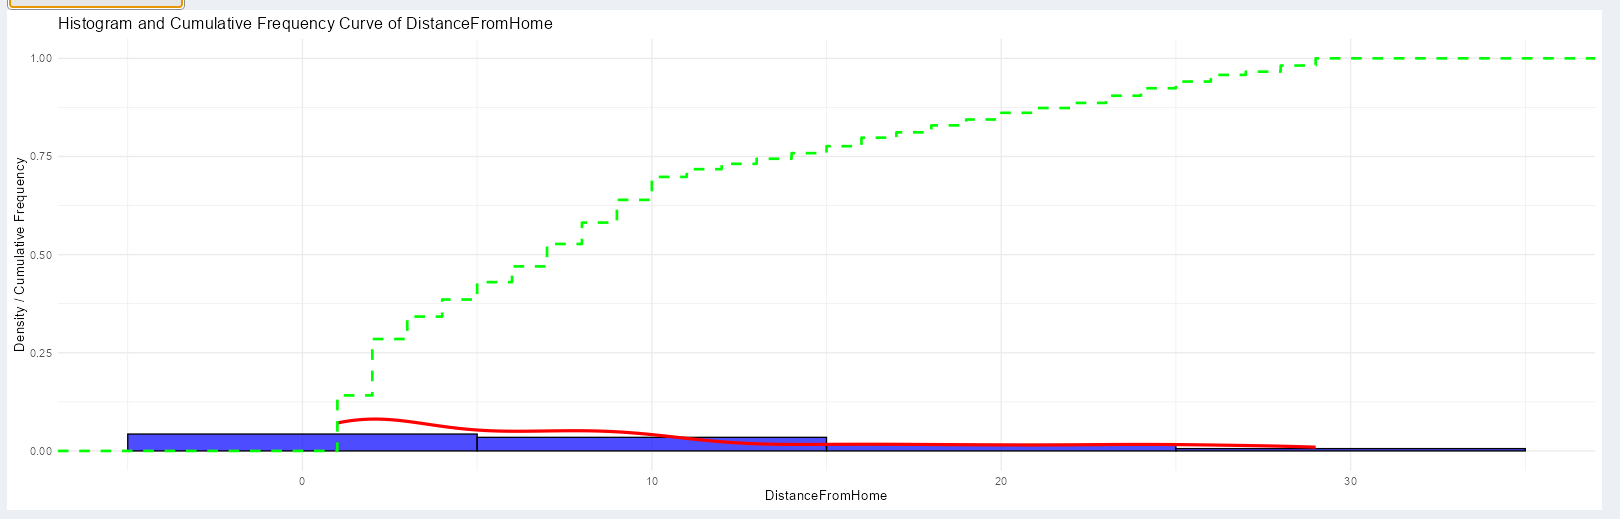 Histogram and Cumulative Frequency Curve of DistanceFromHome
1.00
0.75
0.50
0.25
0.00
Density / Cumulative Frequency
0 10 20 30
DistanceFromHome